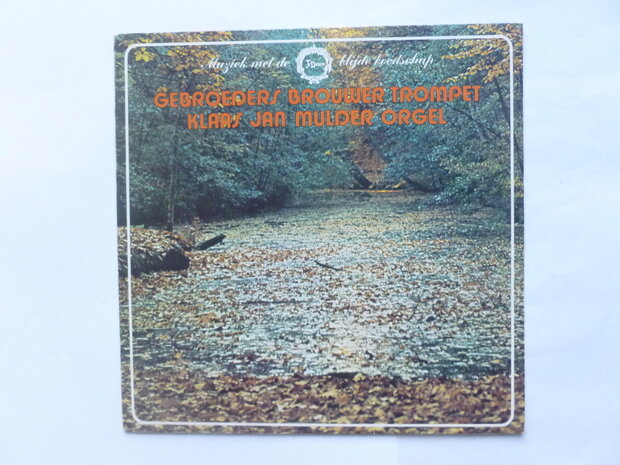 Muziek met de blijde boodschap
GEBROEDERS BROUWER TROMPET
KLAAS JAN MULDER ORGEL